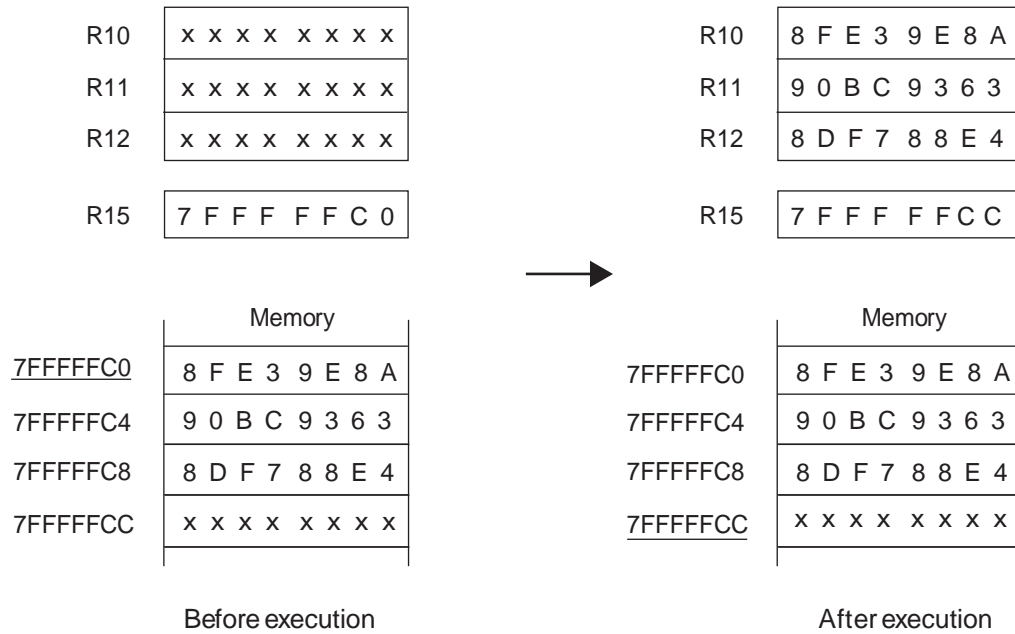 R10 x x x x x x x x
R11 x x x x x x x x
R12 x x x x x x x x
R15 7 F F F F F C 0
Memory
7FFFFFC0 8 F E 3 9 E 8 A
7FFFFFC4 9 0 B C 9 3 6 3
7FFFFFC8 8 D F 7 8 8 E 4
7FFFFFCC x x x x x x x x
Before execution
R10 8 F E 3 9 E 8 A
R11 9 0 B C 9 3 6 3
R12 8 D F 7 8 8 E 4
R15 7 F F F F F C C
Memory
7FFFFFC0 8 F E 3 9 E 8 A
7FFFFFC4 9 0 B C 9 3 6 3
7FFFFFC8 8 D F 7 8 8 E 4
7FFFFFCC x x x x x x x x
After execution